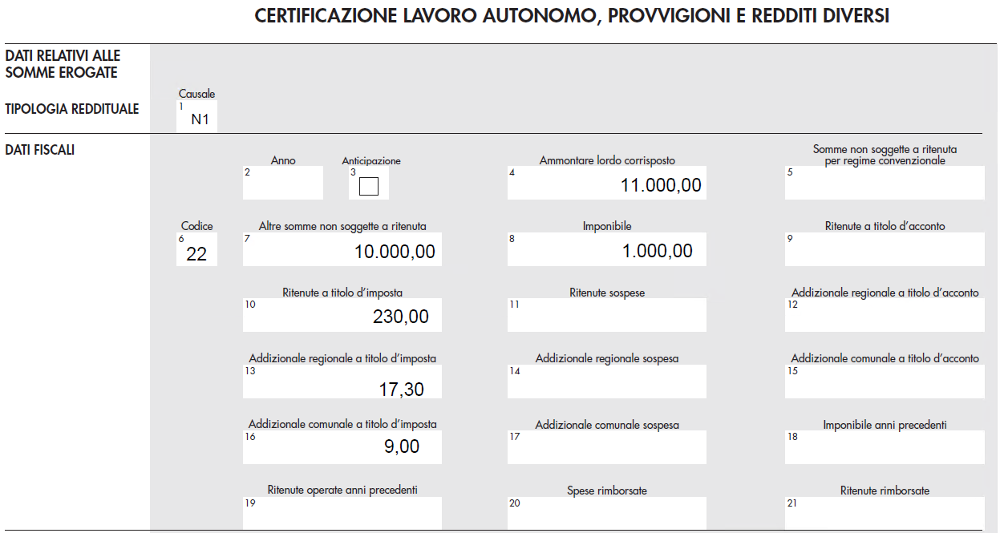 CERTIFICAZIONE LAVORO AUTONOMO, PROVVIGIONI E REDDITI DIVERSI
DATI RELATIVI ALLE
SOMME EROGATE
TIPOLOGIA REDDITUALE
Causale
1
N1
DATI FISCALI
Anno
2
Anticipazione
3
Ammontare lordo corrisposto
4
11.000,00
Somme non soggette a ritenuta
per regime convenzionale
5
Codice
6
22
Altre somme non soggette a ritenuta
7
10.000,00
Imponibile
8
1.000,00
Ritenute a titolo d'acconto
9
Ritenute a titolo d'imposta
10
230,00
Ritenute sospese
11
Addizionale regionale a titolo d'acconto
12
Addizionale regionale a titolo d'imposta
13
17,30
Addizionale regionale sospesa
14
Addizionale comunale a titolo d'acconto
15
Addizionale comunale a titolo d'imposta
16
9,00
Addizionale comunale sospesa
17
Imponibile anni precedenti
18
Ritenute operate anni precedenti
19
Spese rimborsate
20
Ritenute rimborsate
21